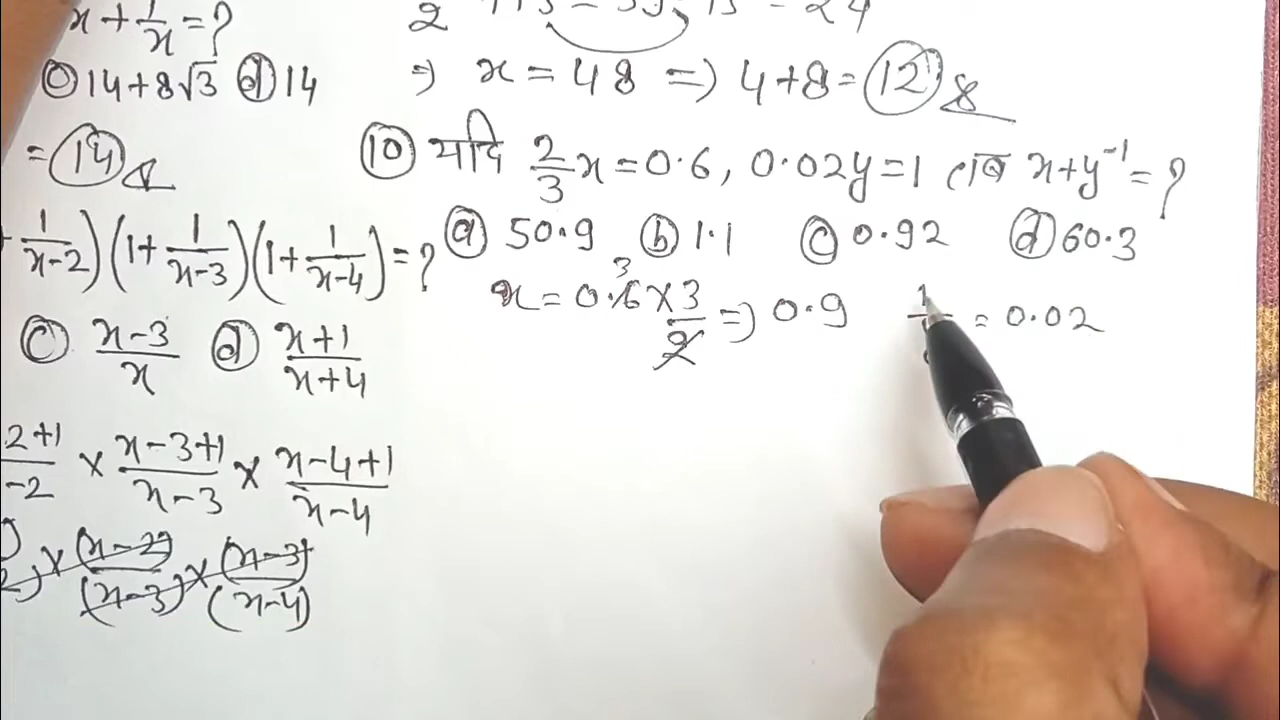 x + 1/x = ?
ⓒ 14+8√3 ⓓ 14
= 14
1/(x-2))(1 + 1/(x-3))(1 + 1/(x-4)) = ?
ⓒ (x-3)/x ⓓ (x+1)/(x+4)
2+1/-2 × (x-3+1)/(x-3) × (x-4+1)/(x-4)
× (x-2)/(x-3) × (x-3)/(x-4)
⇒ x = 48 ⇒ 4+8 = 12
⑩ यदि 2/3 x = 0.6, 0.02y = 1 x + y⁻¹ = ?
ⓐ 50.9 ⓑ 1.1 ⓒ 0.92 ⓓ 60.3
x = 0.6 × 3/2 ⇒ 0.9 = 0.02